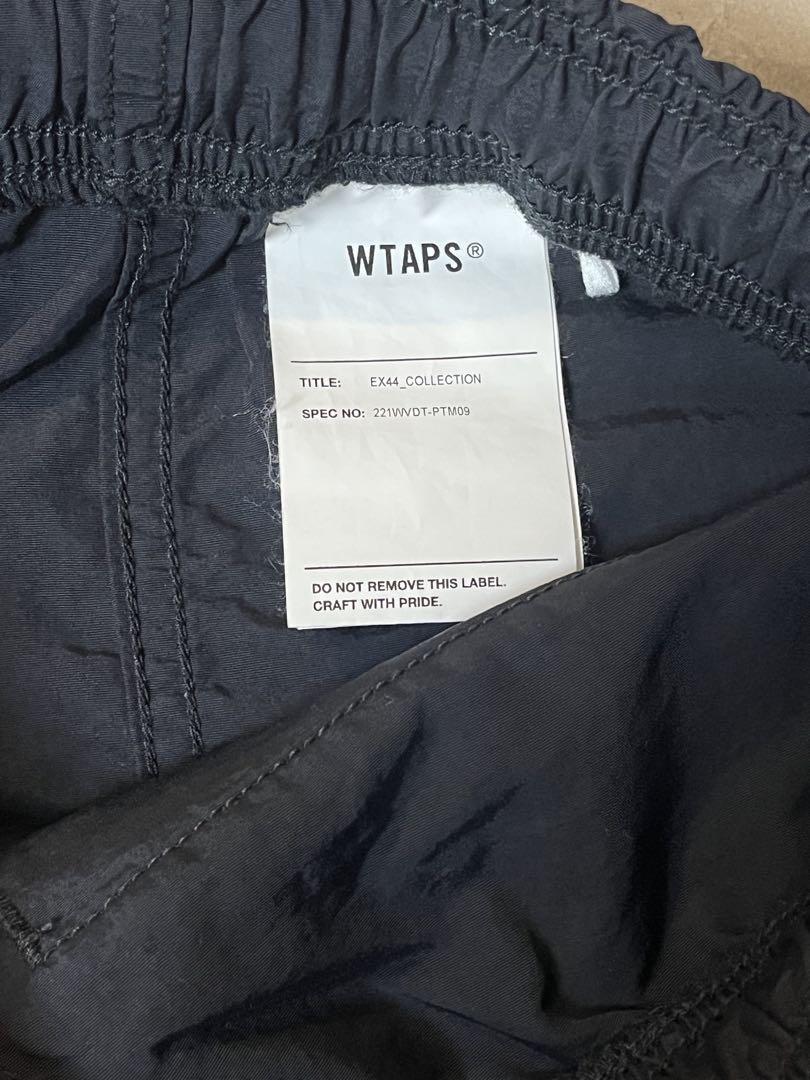 WTAPS®
TITLE: EX44_COLLECTION
SPEC NO: 221WVDT-PTM09
DO NOT REMOVE THIS LABEL.
CRAFT WITH PRIDE.